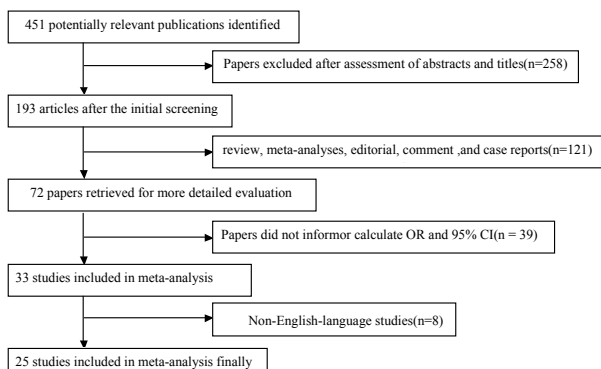 451 potentially relevant publications identified
Papers excluded after assessment of abstracts and titles(n=258)
193 articles after the initial screening
review, meta-analyses, editorial, comment ,and case reports(n=121)
72 papers retrieved for more detailed evaluation
Papers did not informor calculate OR and 95% CI(n = 39)
33 studies included in meta-analysis
Non-English-language studies(n=8)
25 studies included in meta-analysis finally